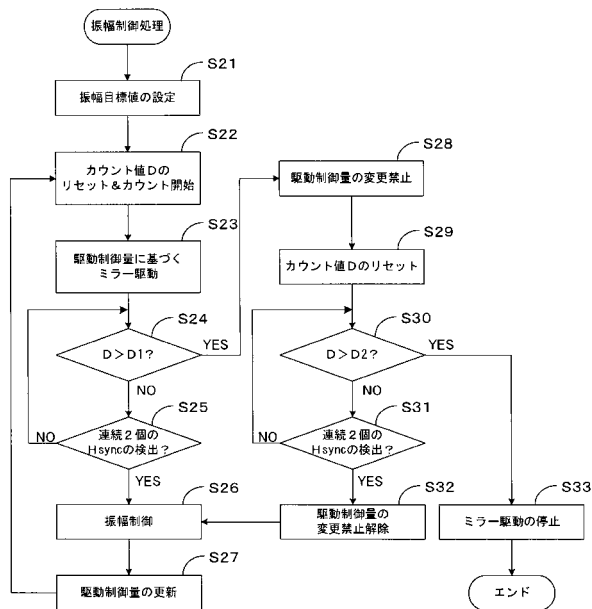 振幅制御処理
S21
振幅目標値の設定
S22
カウント値Dの
リセット&カウント開始
S23
駆動制御量に基づく
ミラー駆動
S24
D>D1?
YES
NO
S25
連続2個の
Hsyncの検出?
NO
YES
S26
振幅制御
S27
駆動制御量の更新
S28
駆動制御量の変更禁止
S29
カウント値Dのリセット
S30
D>D2?
YES
NO
S31
連続2個の
Hsyncの検出?
NO
YES
S32
駆動制御量の
変更禁止解除
S33
ミラー駆動の停止
エンド